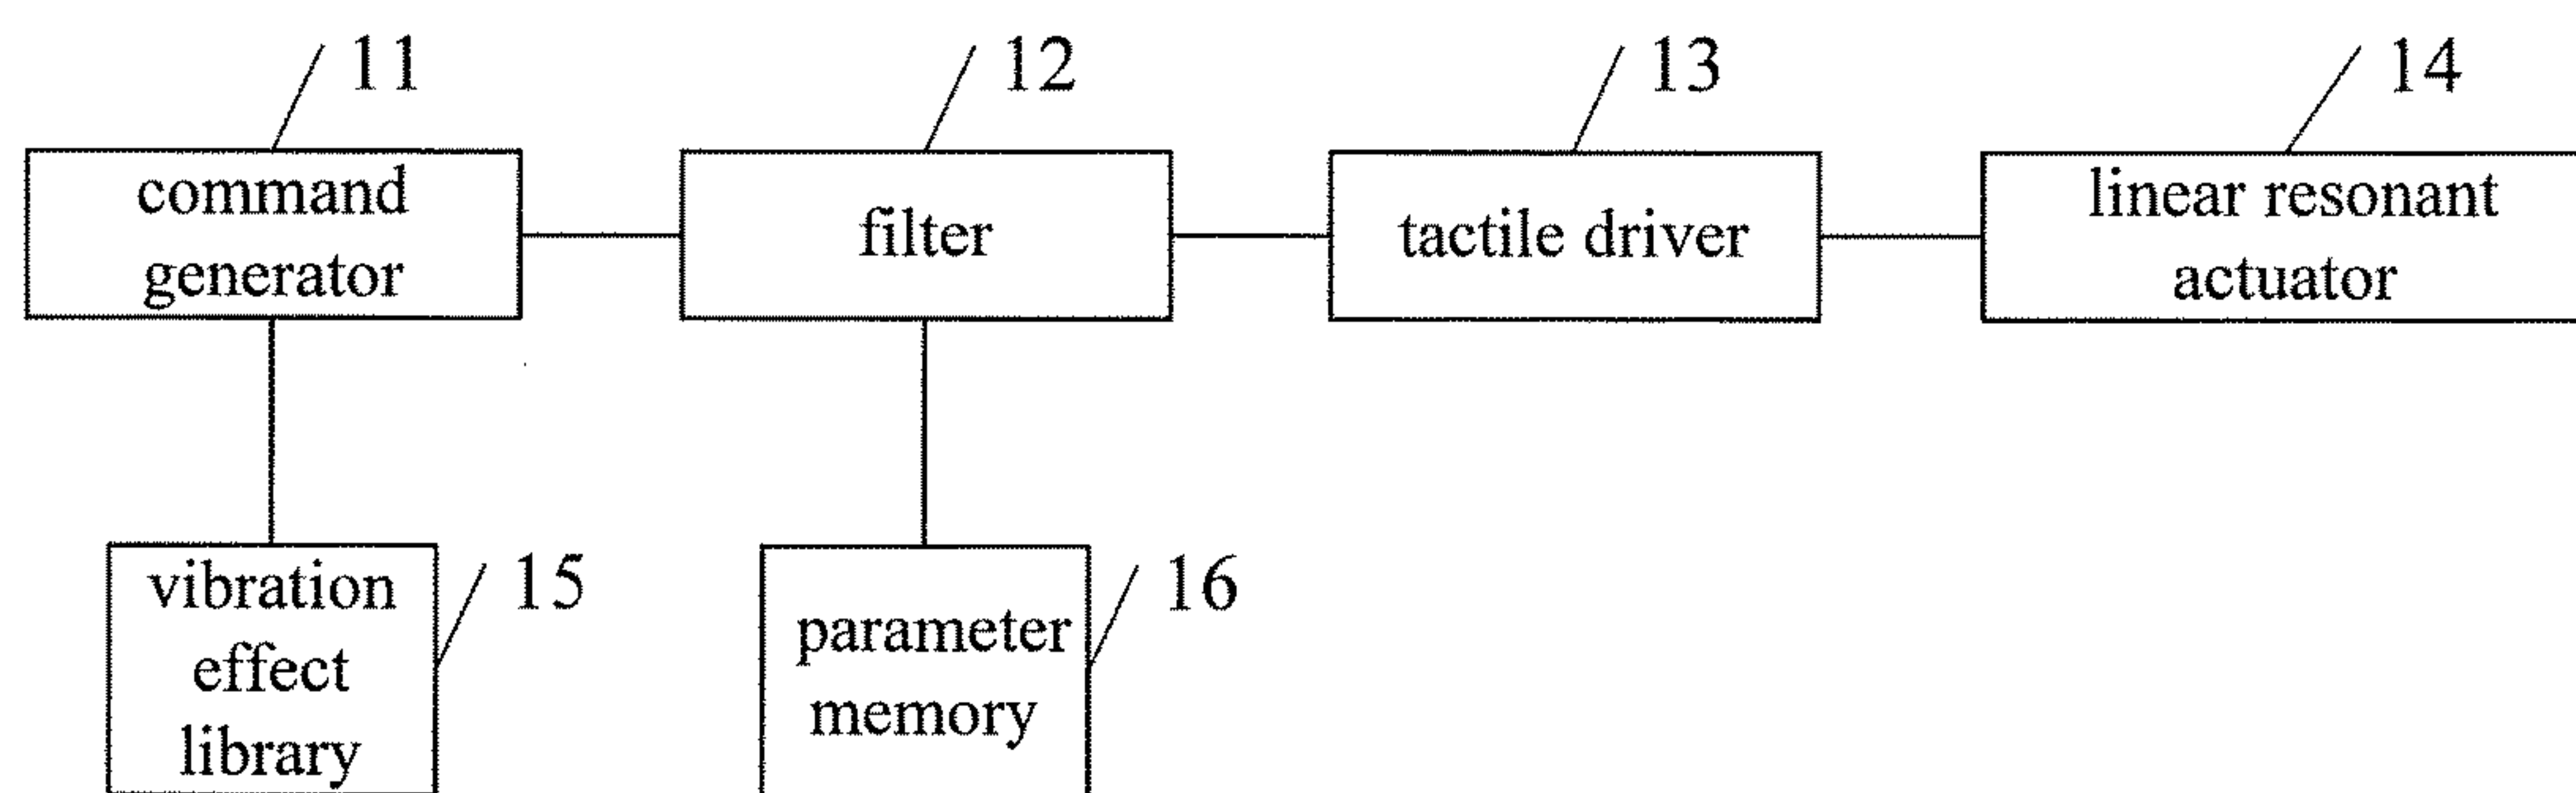 11
12
13
14
command
generator
filter
tactile driver
linear resonant
actuator
vibration
effect
library
15
parameter
memory
16